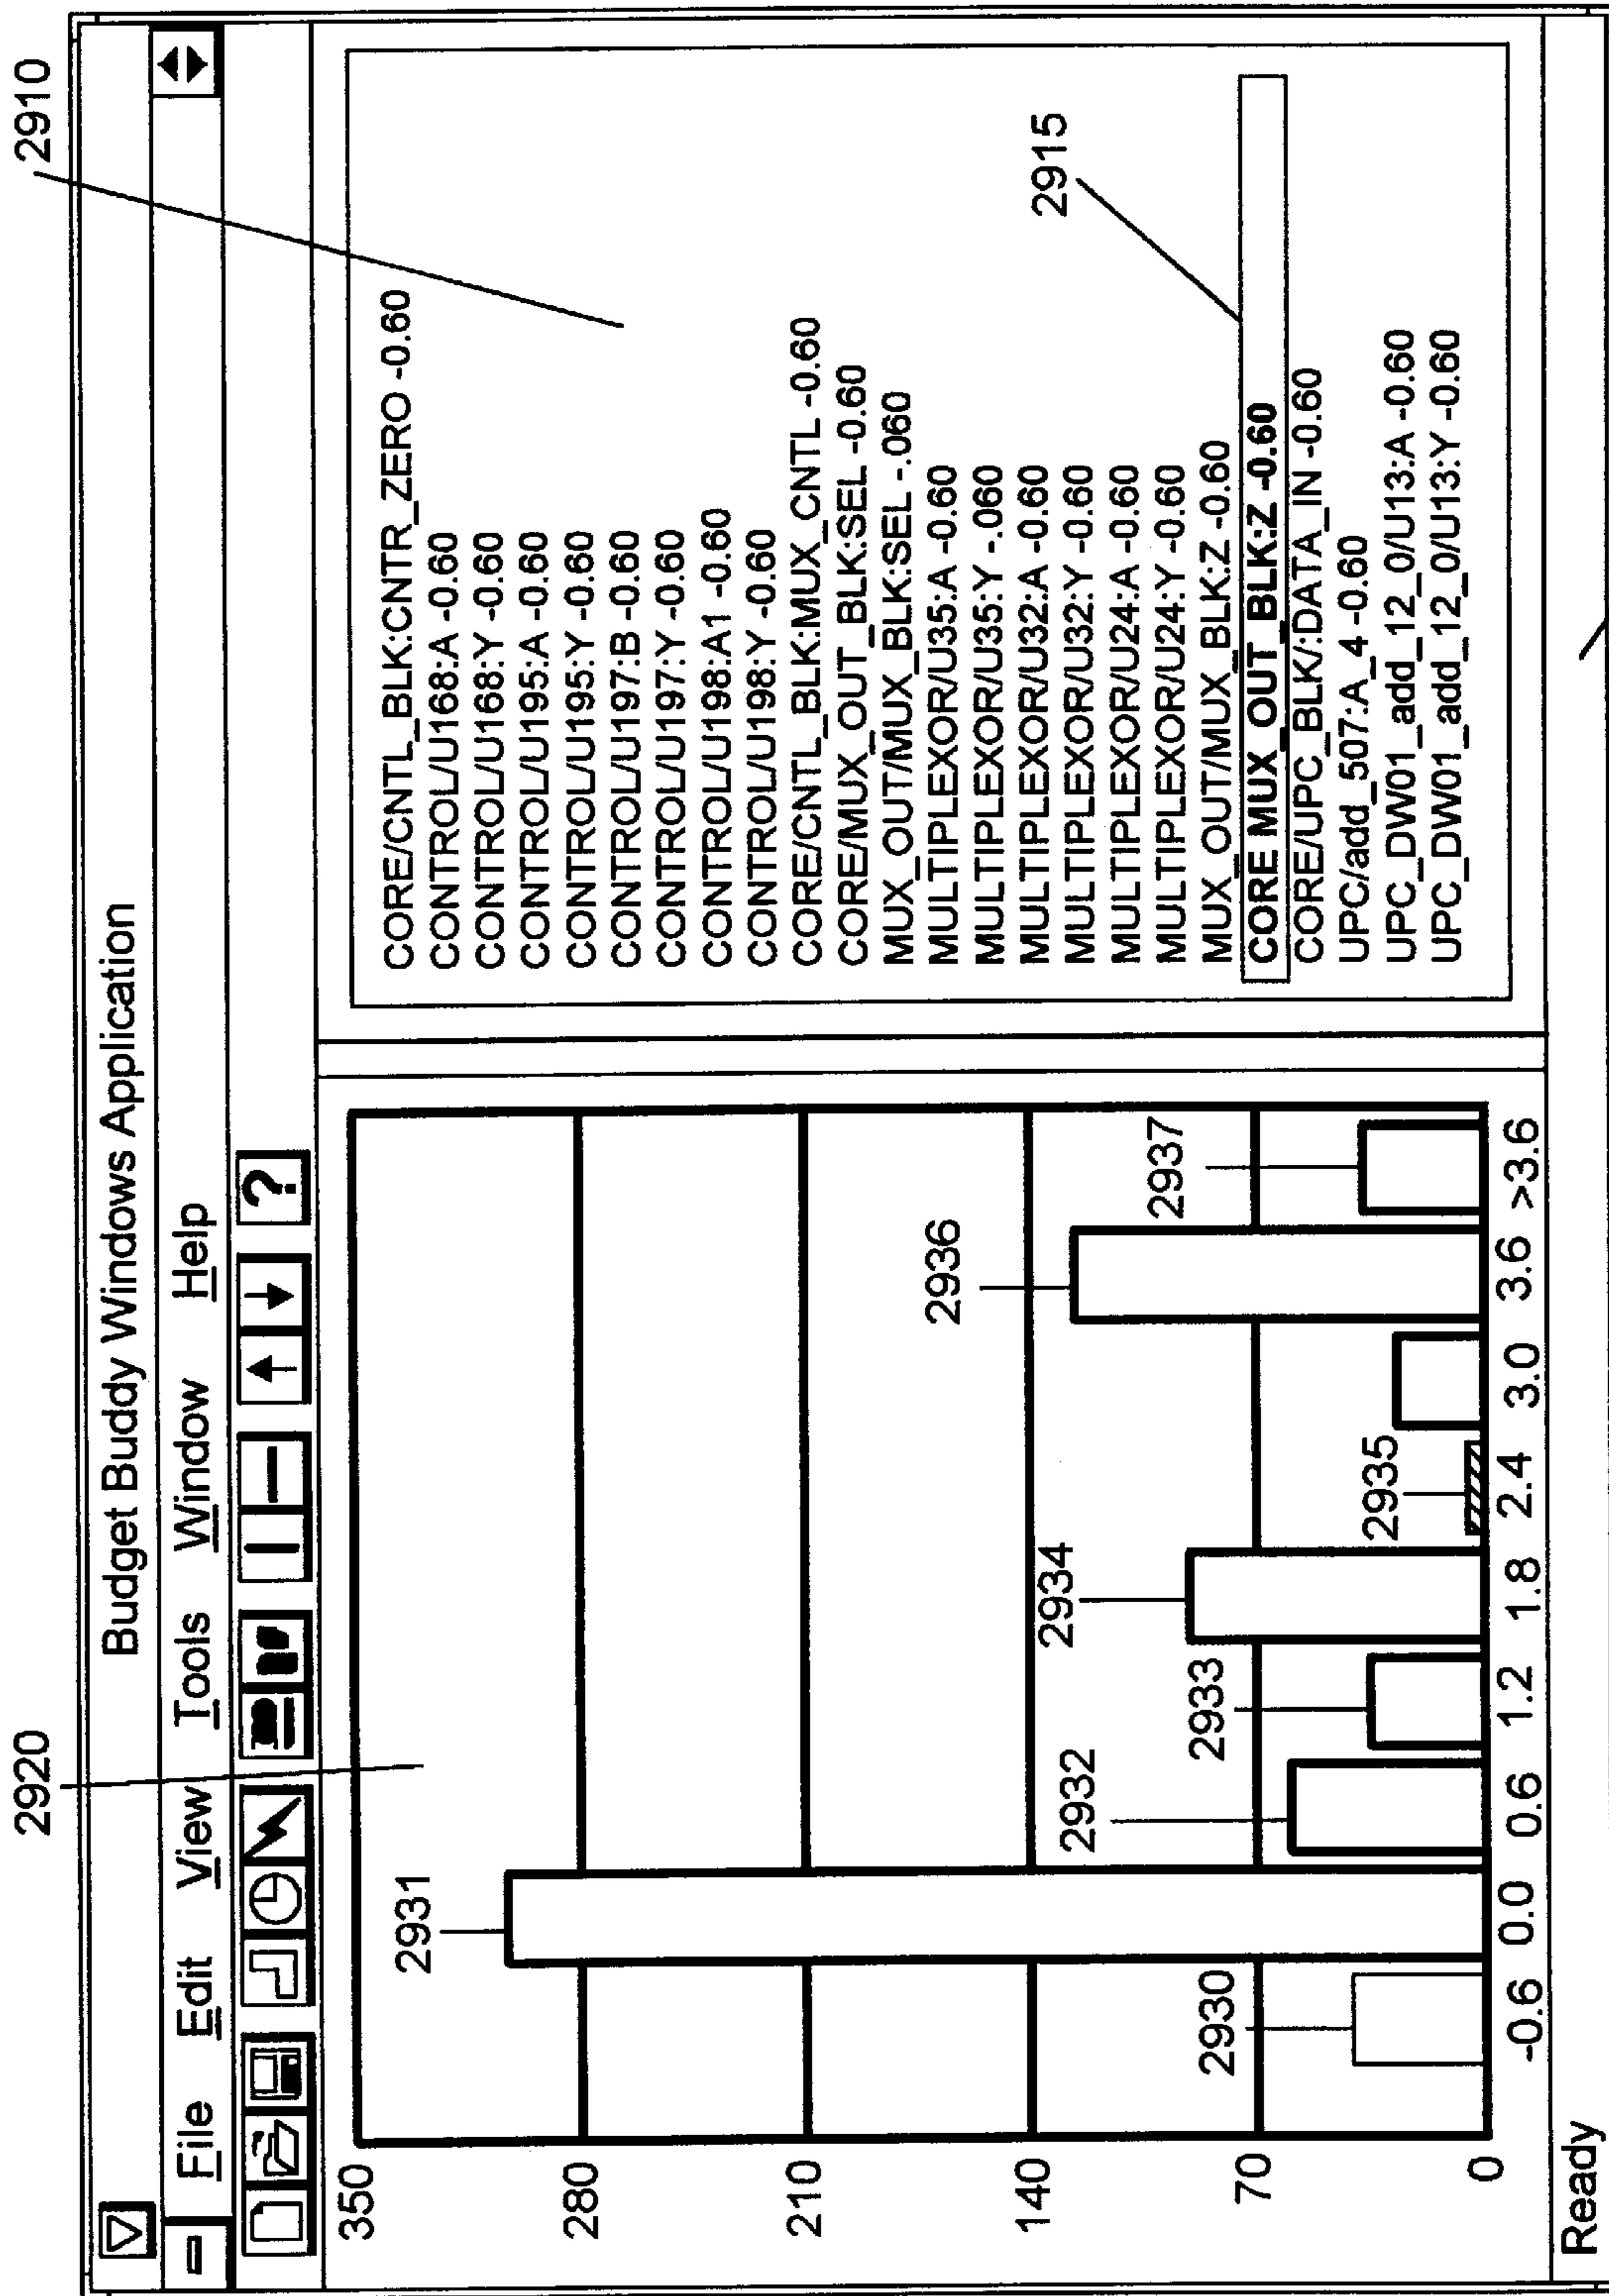 2920
2910
Budget Buddy Windows Application
File Edit View Tools Window Help
?
350
280
210
140
70
0
2930
2931
2932
2933
2934
2935
2936
2937
-0.6 0.0 0.6 1.2 1.8 2.4 3.0 3.6 >3.6
CORE/CNTL_BLK:CNTR_ZERO -0.60
CONTROL/U168:A -0.60
CONTROL/U168:Y -0.60
CONTROL/U195:A -0.60
CONTROL/U195:Y -0.60
CONTROL/U197:B -0.60
CONTROL/U197:Y -0.60
CONTROL/U198:A1 -0.60
CONTROL/U198:Y -0.60
CORE/CNTL_BLK:MUX_CNTL -0.60
CORE/MUX_OUT_BLK:SEL -0.60
MUX_OUT/MUX_BLK:SEL -.060
MULTIPLEXOR/U35:A -0.60
MULTIPLEXOR/U35:Y -.060
MULTIPLEXOR/U32:A -0.60
MULTIPLEXOR/U32:Y -0.60
MULTIPLEXOR/U24:A -0.60
MULTIPLEXOR/U24:Y -0.60
MUX_OUT/MUX_BLK:Z -0.60
CORE MUX_OUT_BLK:Z -0.60
CORE/UPC_BLK/:DATA_IN -0.60
UPC/add_507:A_4 -0.60
UPC_DW01_add_12_0/U13:A -0.60
UPC_DW01_add_12_0/U13:Y -0.60
2915
Ready